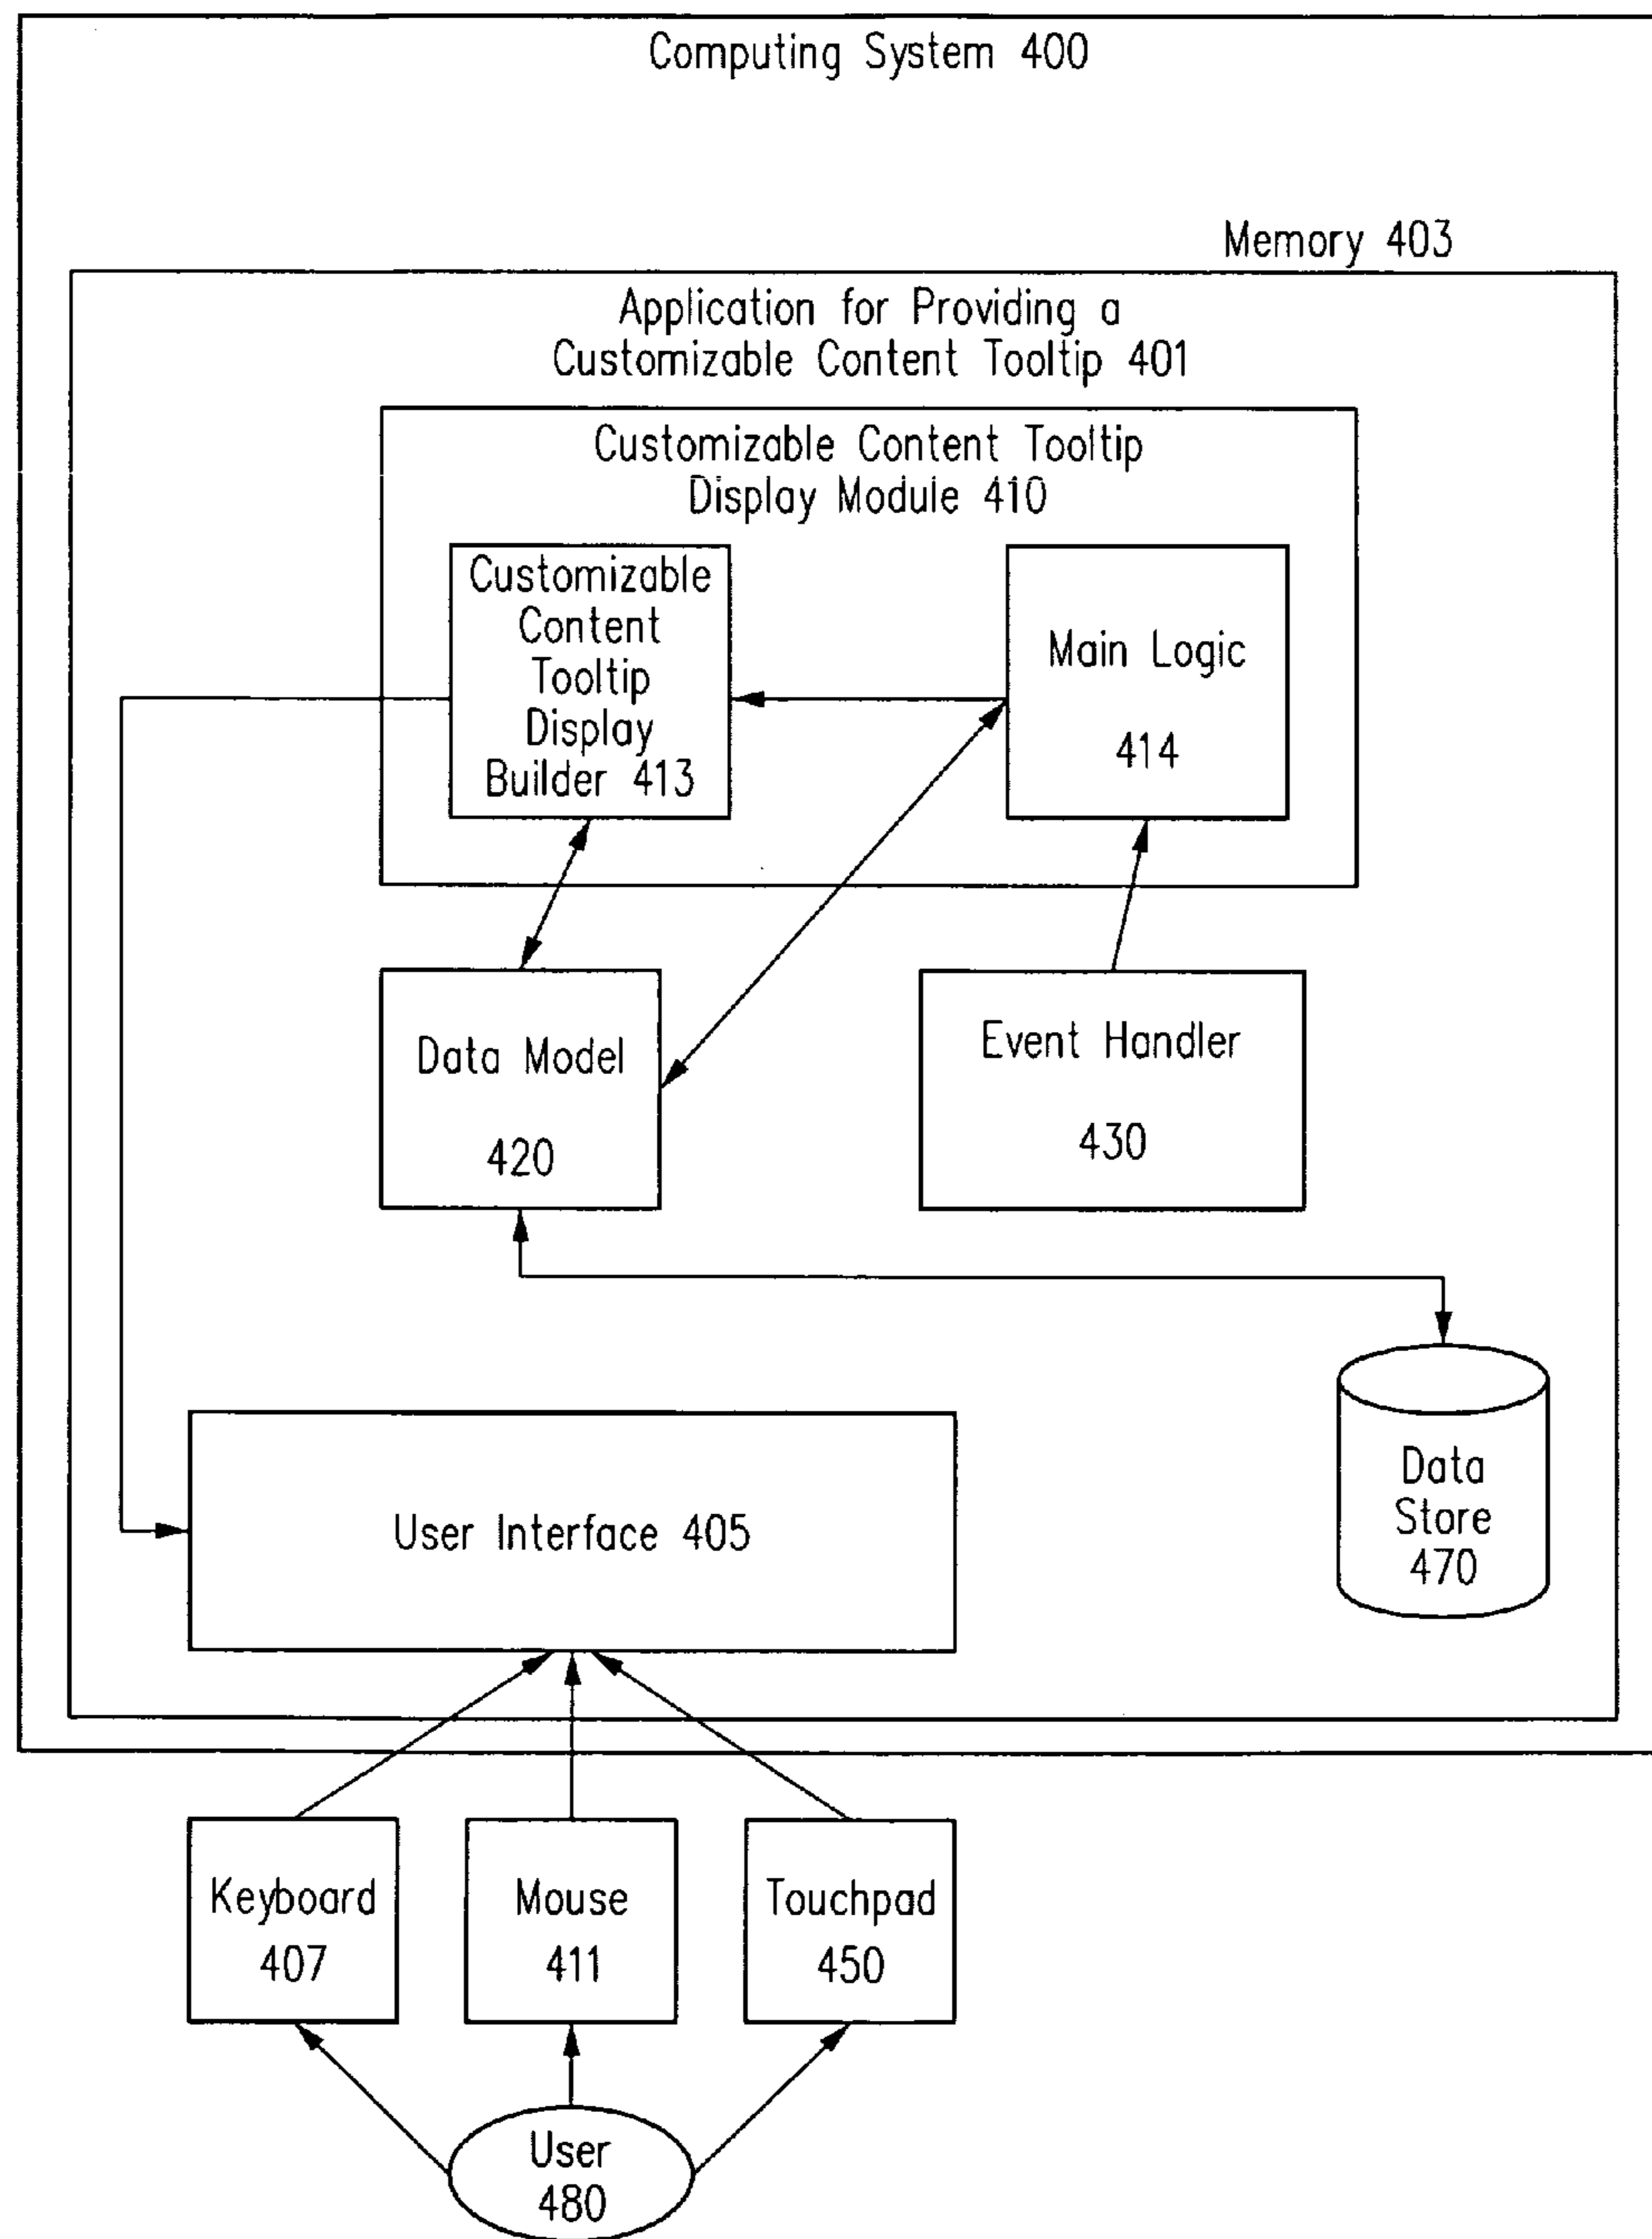 Computing System 400
Memory 403
Application for Providing a
Customizable Content Tooltip 401
Customizable Content Tooltip
Display Module 410
Customizable
Content
Tooltip
Display
Builder 413
Main Logic
414
Data Model
420
Event Handler
430
User Interface 405
Data
Store
470
Keyboard
407
Mouse
411
Touchpad
450
User
480